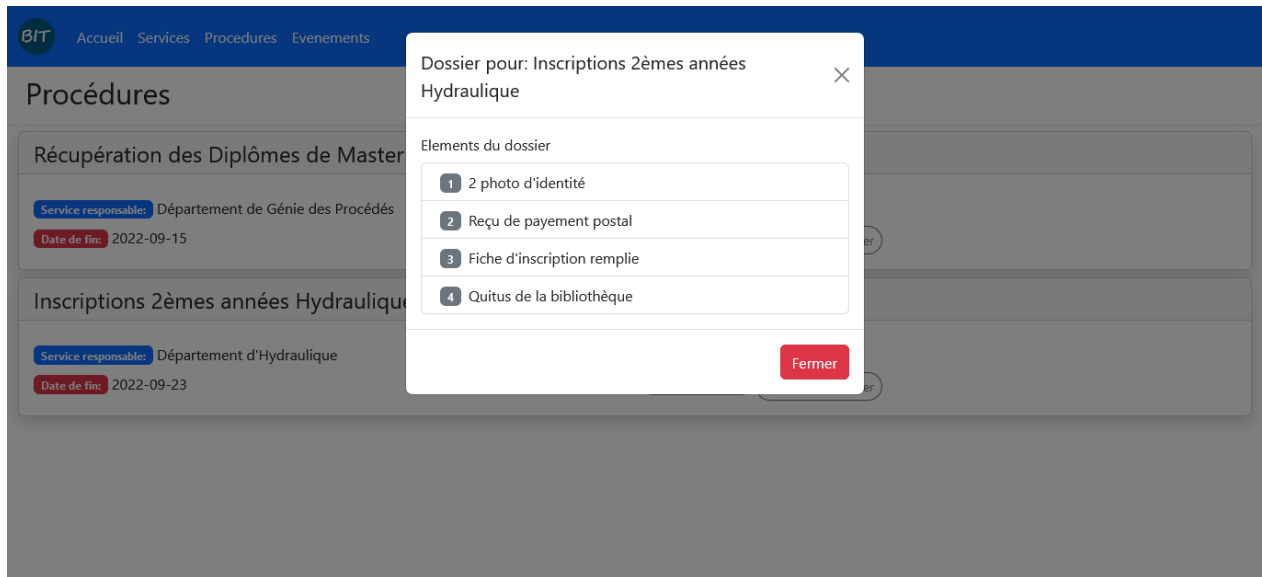 BIT Accueil Services Procedures Evenements
Procédures
Dossier pour: Inscriptions 2èmes années
Hydraulique
Elements du dossier
1 2 photo d'identité
2 Reçu de payement postal
3 Fiche d'inscription remplie
4 Quitus de la bibliothèque
Fermer
Récupération des Diplômes de Master
Service responsable: Département de Génie des Procédés
Date de fin: 2022-09-15
Inscriptions 2èmes années Hydraulique
Service responsable: Département d'Hydraulique
Date de fin: 2022-09-23